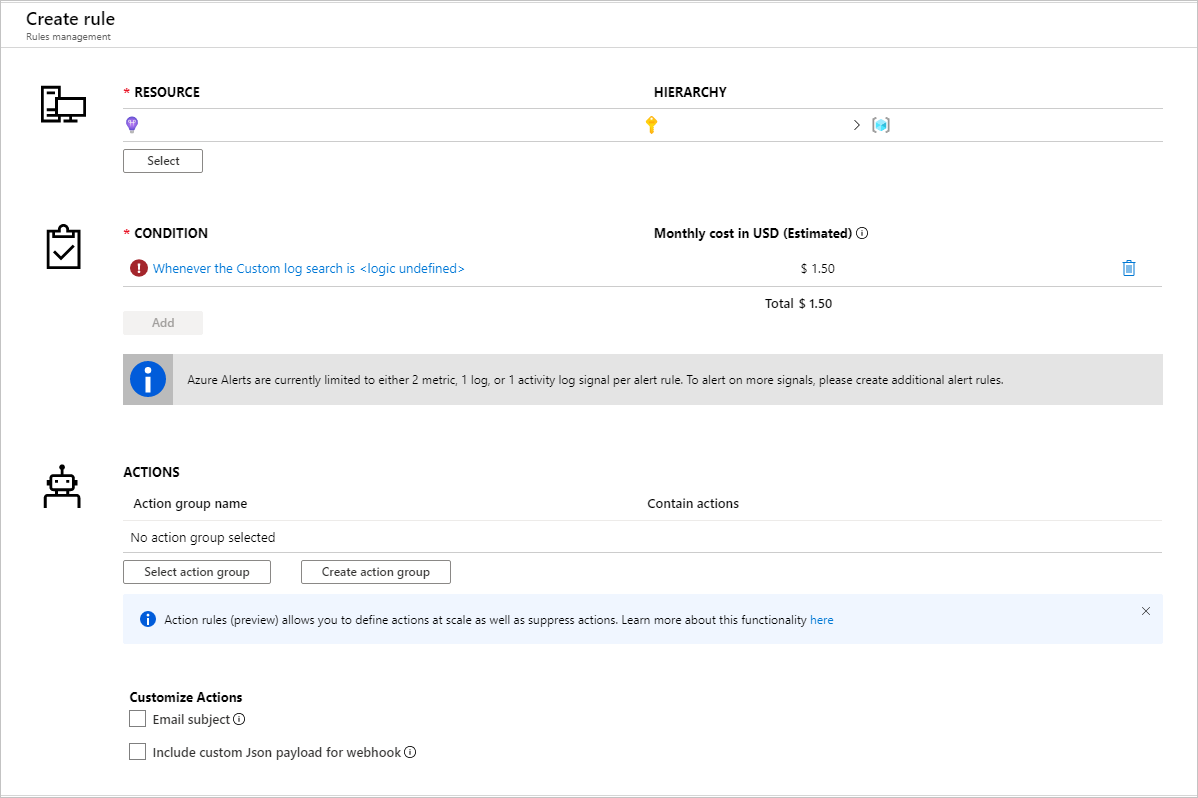 Create rule
Rules management
* RESOURCE HIERARCHY
Select
* CONDITION Monthly cost in USD (Estimated)
Whenever the Custom log search is <logic undefined> $ 1.50
Total $ 1.50
Add
Azure Alerts are currently limited to either 2 metric, 1 log, or 1 activity log signal per alert rule. To alert on more signals, please create additional alert rules.
ACTIONS
Action group name Contain actions
No action group selected
Select action group Create action group
Action rules (preview) allows you to define actions at scale as well as suppress actions. Learn more about this functionality here
Customize Actions
Email subject
Include custom Json payload for webhook